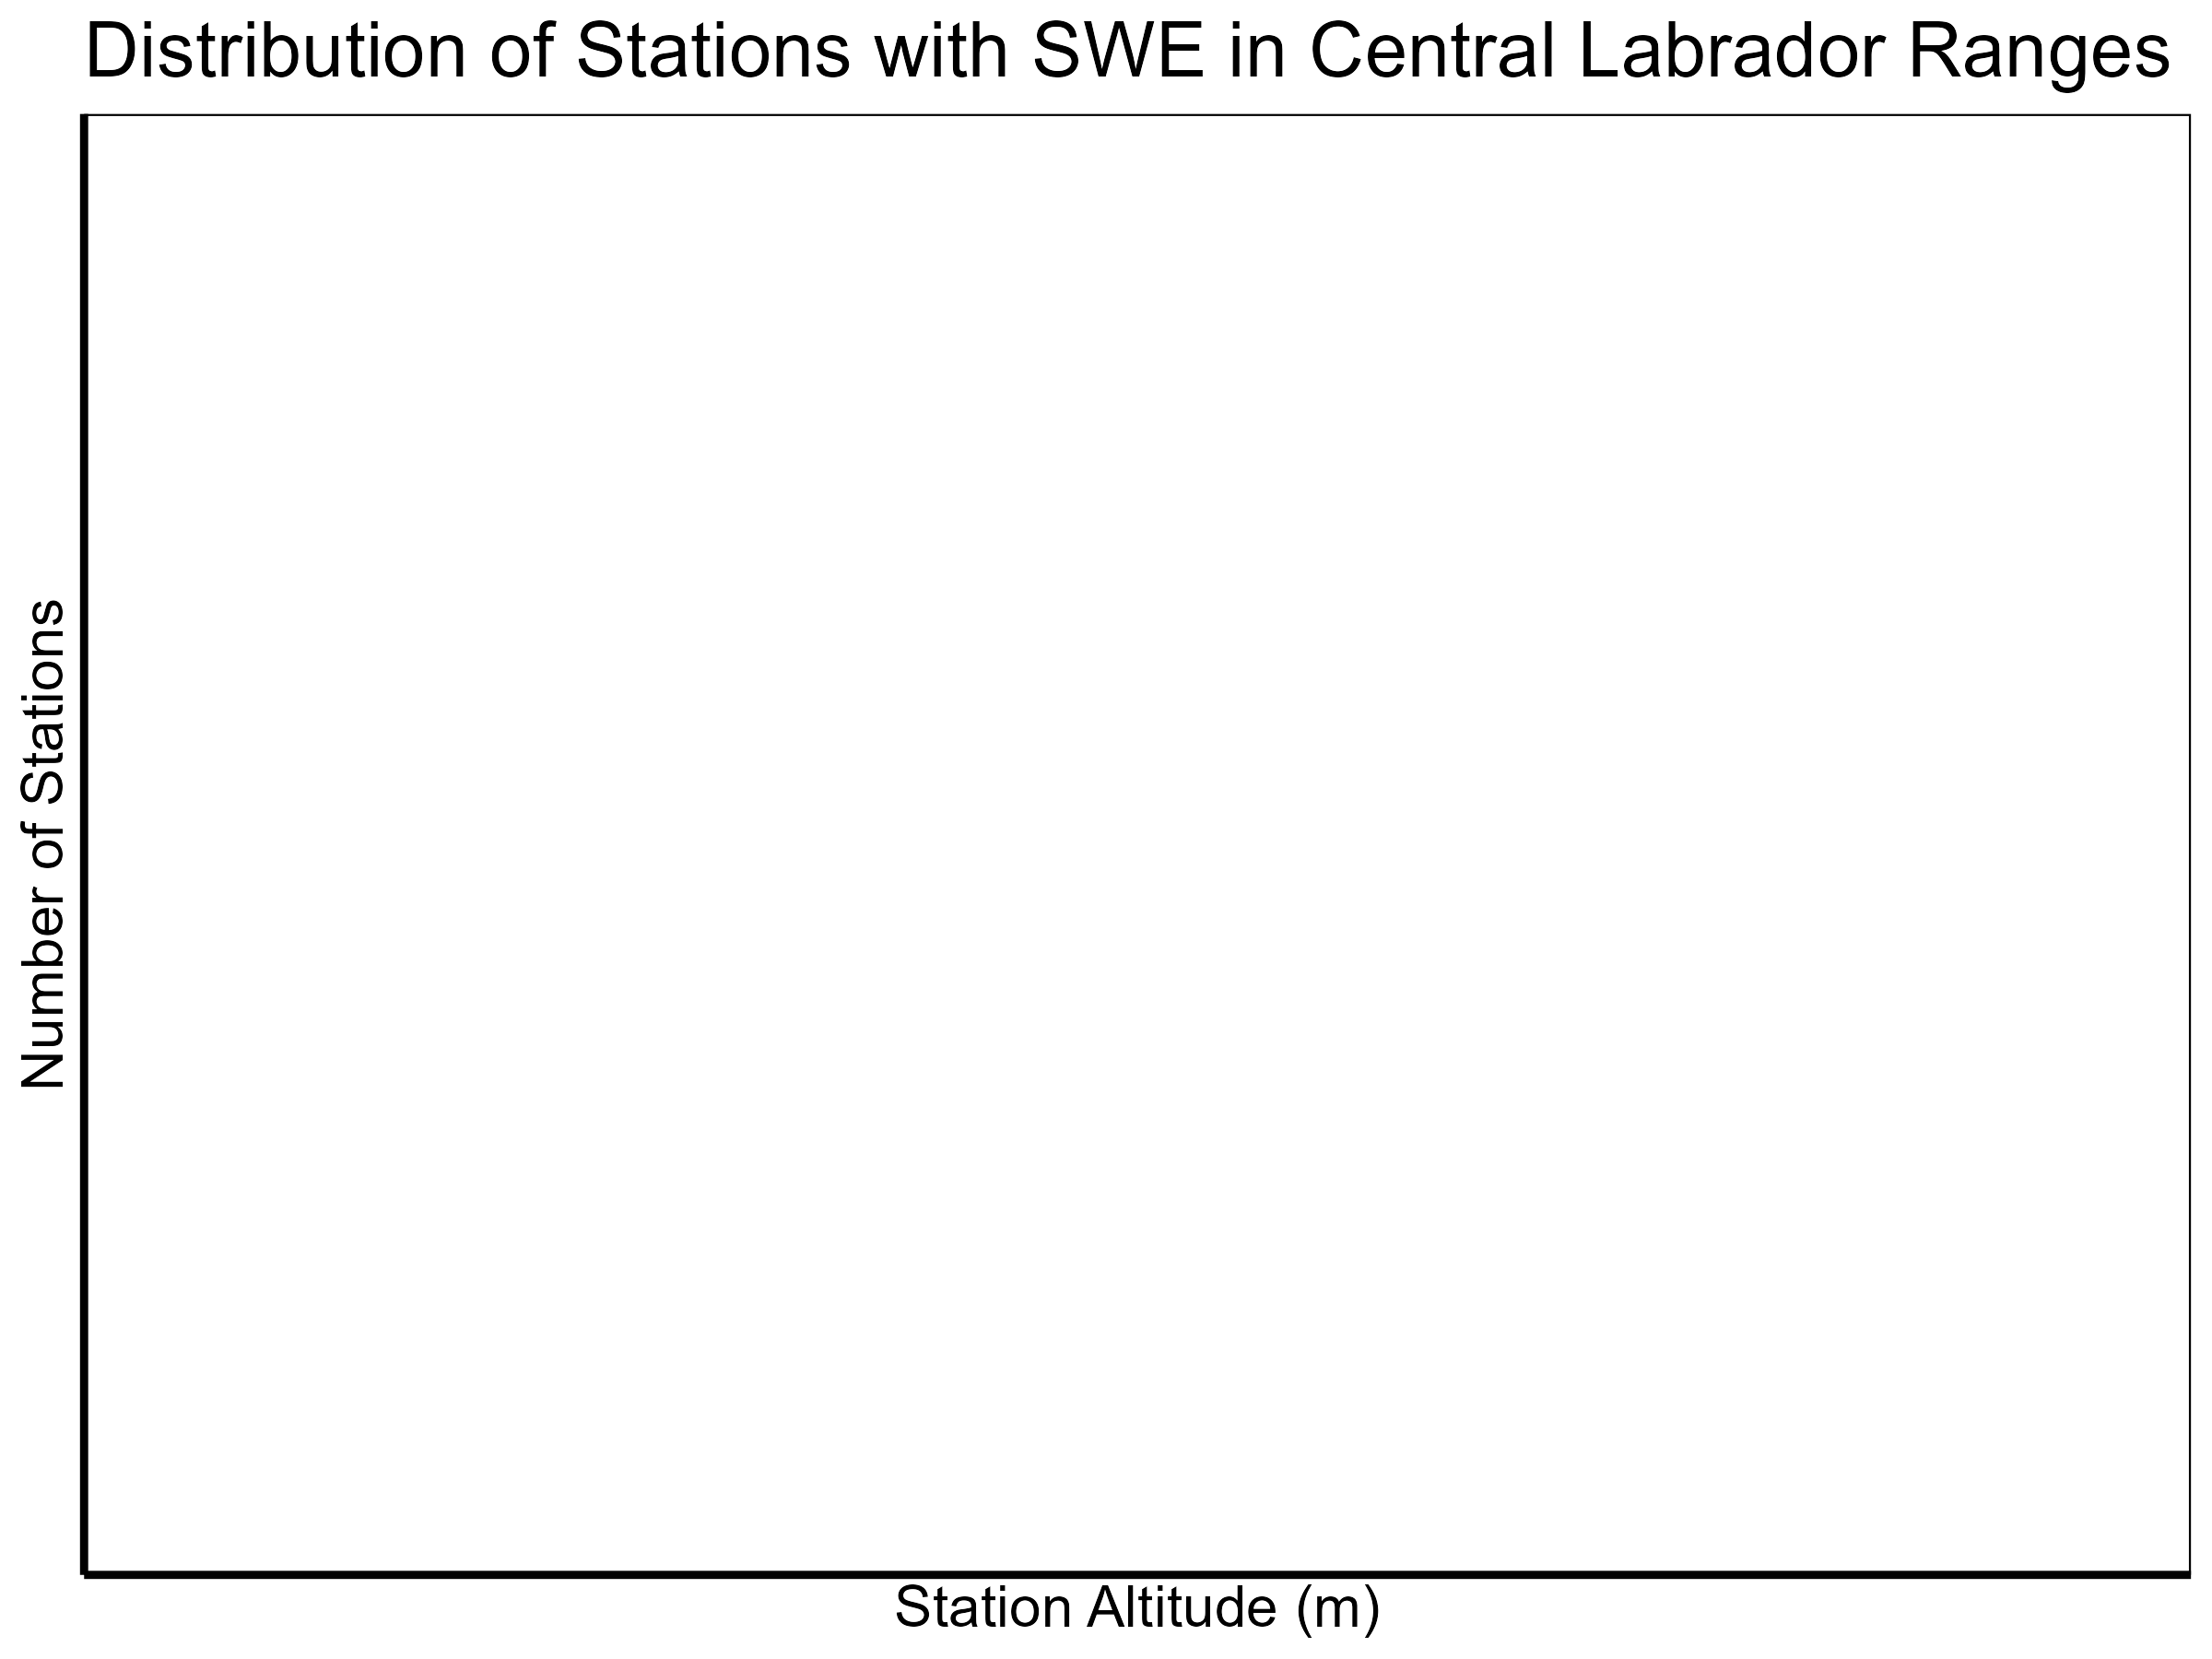 Distribution of Stations with SWE in Central Labrador Ranges
Number of Stations
Station Altitude (m)